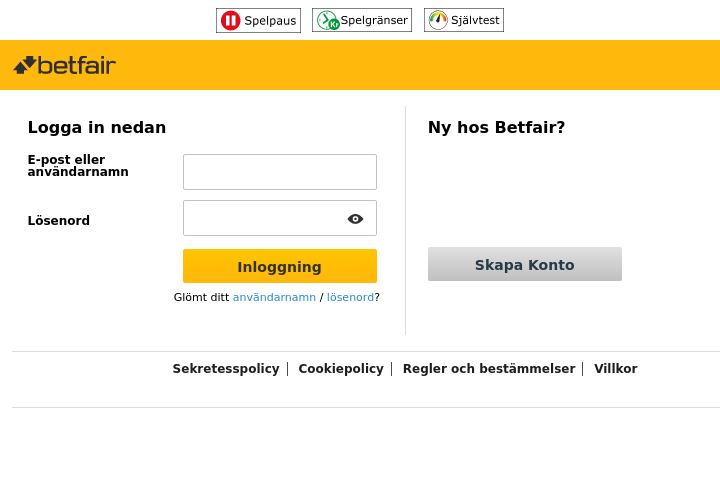 Spelpaus
Kr Spelgränser
Självtest
betfair
Logga in nedan
E-post eller
användarnamn
Lösenord
Inloggning
Glömt ditt användarnamn / lösenord?
Ny hos Betfair?
Skapa Konto
Sekretesspolicy
Cookiepolicy
Regler och bestämmelser
Villkor